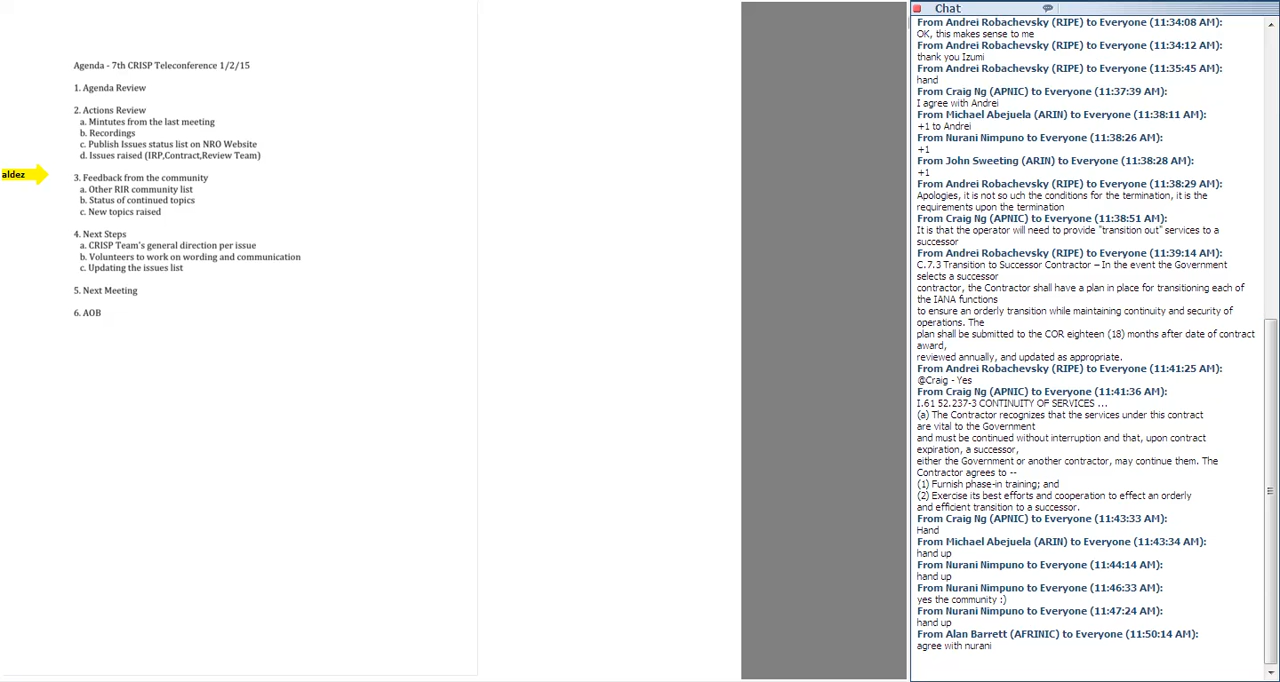 Agenda - 7th CRISP Teleconference 1/2/15
1. Agenda Review
2. Actions Review
a. Mintutes from the last meeting
b. Recordings
c. Publish Issues status list on NRO Website
d. Issues raised (IRP,Contract,Review Team)
aldez
3. Feedback from the community
a. Other RIR community list
b. Status of continued topics
c. New topics raised
4. Next Steps
a. CRISP Team's general direction per issue
b. Volunteers to work on wording and communication
c. Updating the issues list
5. Next Meeting
6. AOB
Chat
From Andrei Robachevsky (RIPE) to Everyone (11:34:08 AM):
OK, this makes sense to me
From Andrei Robachevsky (RIPE) to Everyone (11:34:12 AM):
thank you Izumi
From Andrei Robachevsky (RIPE) to Everyone (11:35:45 AM):
hand
From Craig Ng (APNIC) to Everyone (11:37:39 AM):
I agree with Andrei
From Michael Abejuela (ARIN) to Everyone (11:38:11 AM):
+1 to Andrei
From Nurani Nimpuno to Everyone (11:38:26 AM):
+1
From John Sweeting (ARIN) to Everyone (11:38:28 AM):
+1
From Andrei Robachevsky (RIPE) to Everyone (11:38:29 AM):
Apologies, it is not so uch the conditions for the termination, it is the
requirements upon the termination
From Craig Ng (APNIC) to Everyone (11:38:51 AM):
It is that the operator will need to provide "transition out" services to a
successor
From Andrei Robachevsky (RIPE) to Everyone (11:39:14 AM):
C.7.3 Transition to Successor Contractor – In the event the Government
selects a successor
contractor, the Contractor shall have a plan in place for transitioning each of
the IANA functions
to ensure an orderly transition while maintaining continuity and security of
operations. The
plan shall be submitted to the COR eighteen (18) months after date of contract
award,
reviewed annually, and updated as appropriate.
From Andrei Robachevsky (RIPE) to Everyone (11:41:25 AM):
@Craig - Yes
From Craig Ng (APNIC) to Everyone (11:41:36 AM):
I.61 52.237-3 CONTINUITY OF SERVICES ...
(a) The Contractor recognizes that the services under this contract
are vital to the Government
and must be continued without interruption and that, upon contract
expiration, a successor,
either the Government or another contractor, may continue them. The
Contractor agrees to --
(1) Furnish phase-in training; and
(2) Exercise its best efforts and cooperation to effect an orderly
and efficient transition to a successor.
From Craig Ng (APNIC) to Everyone (11:43:33 AM):
Hand
From Michael Abejuela (ARIN) to Everyone (11:43:34 AM):
hand up
From Nurani Nimpuno to Everyone (11:44:14 AM):
hand up
From Nurani Nimpuno to Everyone (11:46:33 AM):
yes the community :)
From Nurani Nimpuno to Everyone (11:47:24 AM):
hand up
From Alan Barrett (AFRINIC) to Everyone (11:50:14 AM):
agree with nurani